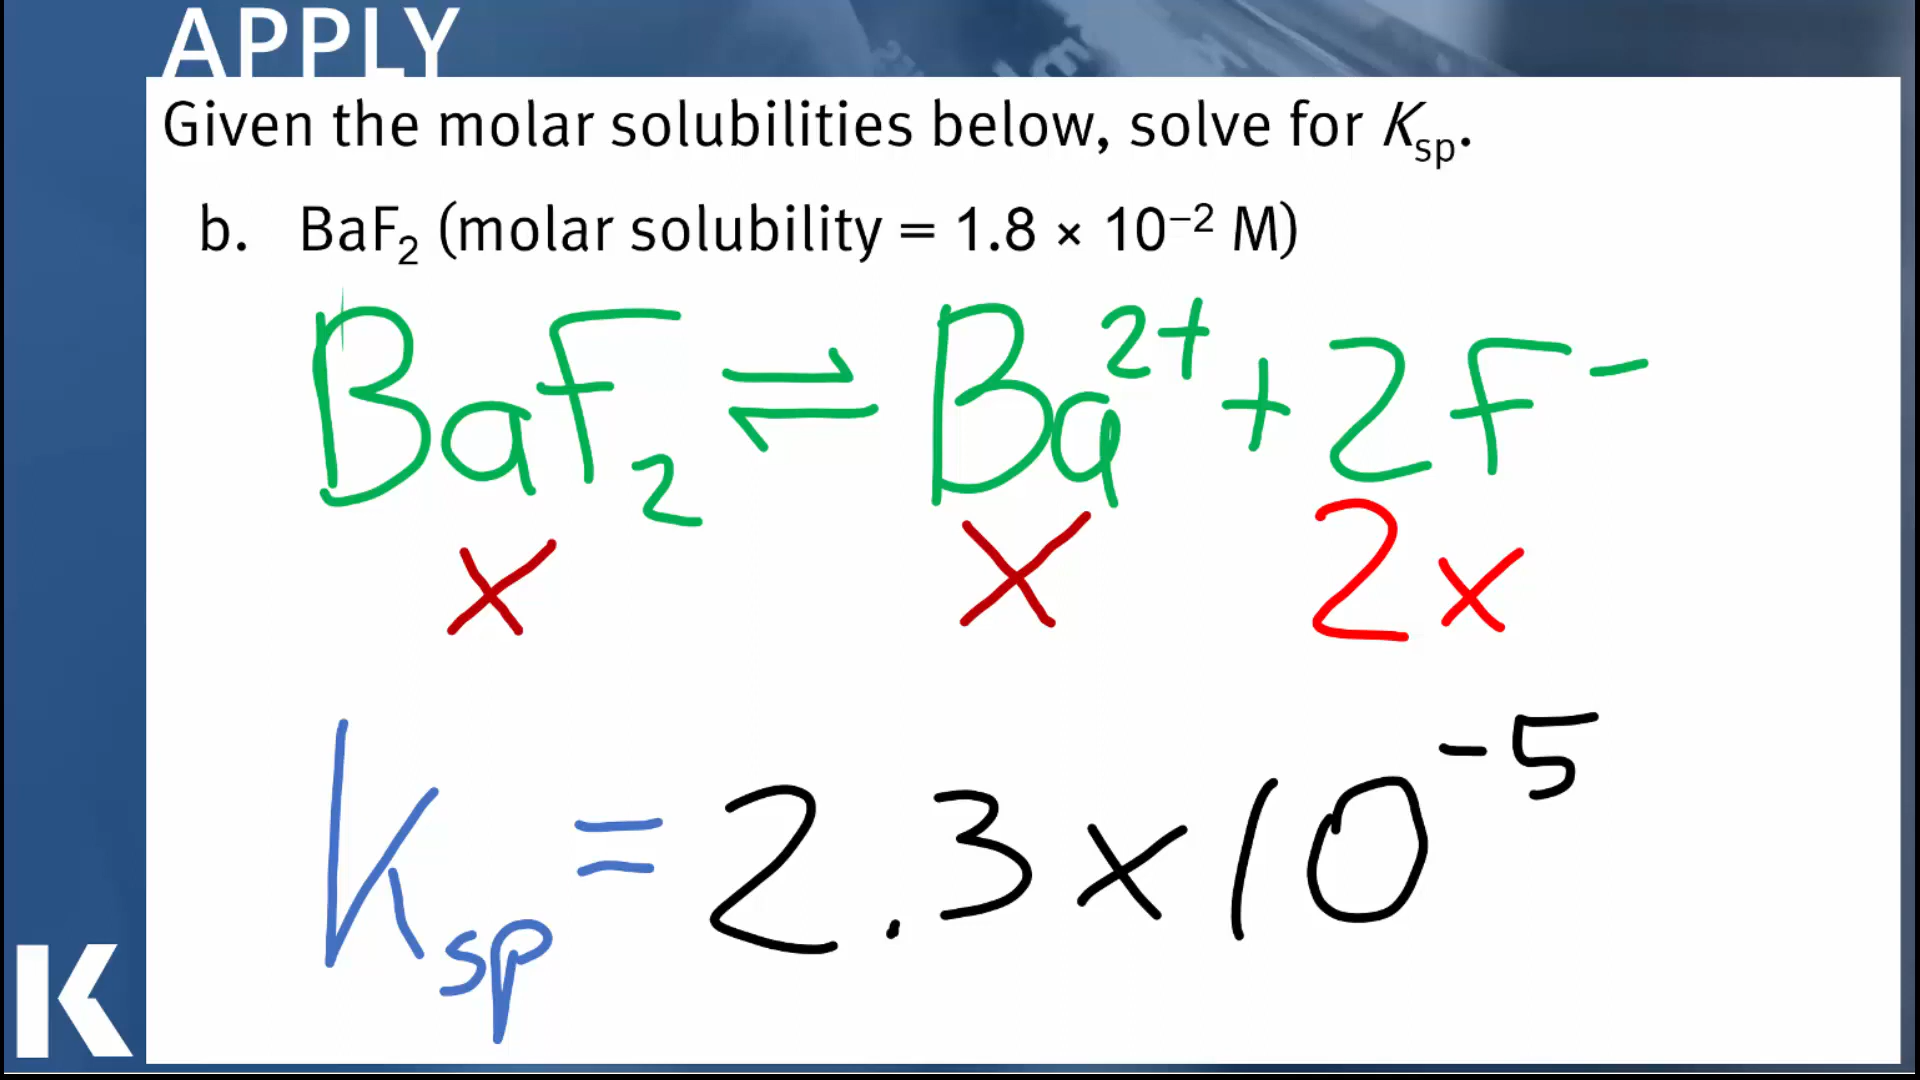 APPLY
Given the molar solubilities below, solve for Ksp.
b. BaF₂ (molar solubility = 1.8 × 10⁻² M)
BaF₂ ⇌ Ba²⁺ + 2F⁻
x x 2x
Ksp = 2.3 x 10⁻⁵
K